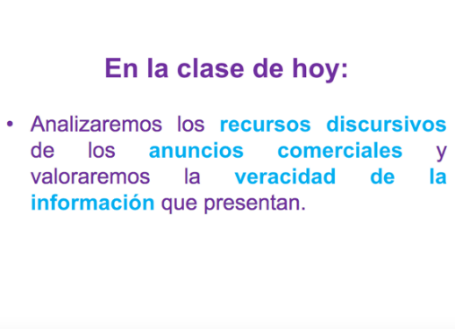 En la clase de hoy:
• Analizaremos los recursos discursivos
de los anuncios comerciales y
valoraremos la veracidad de la
información que presentan.